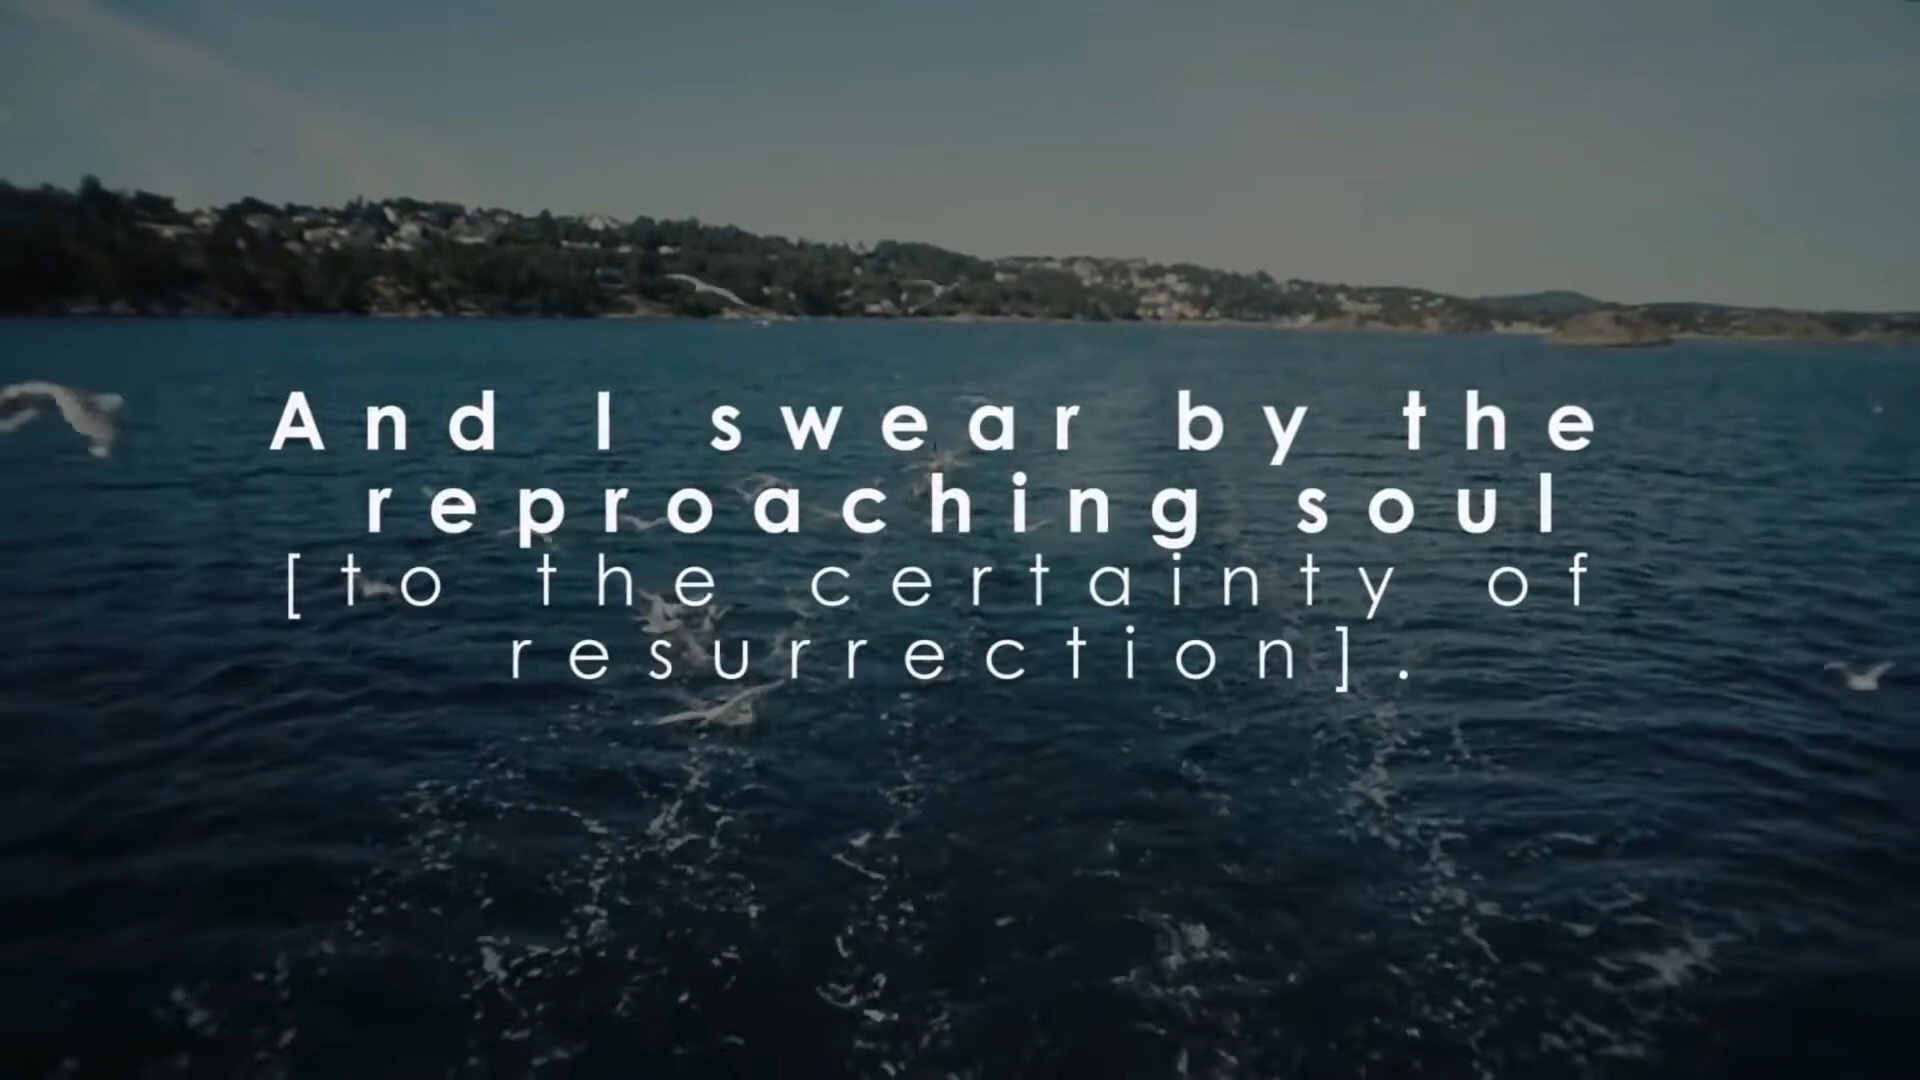 And I swear by the
reproaching soul
[to the certainty of
resurrection].